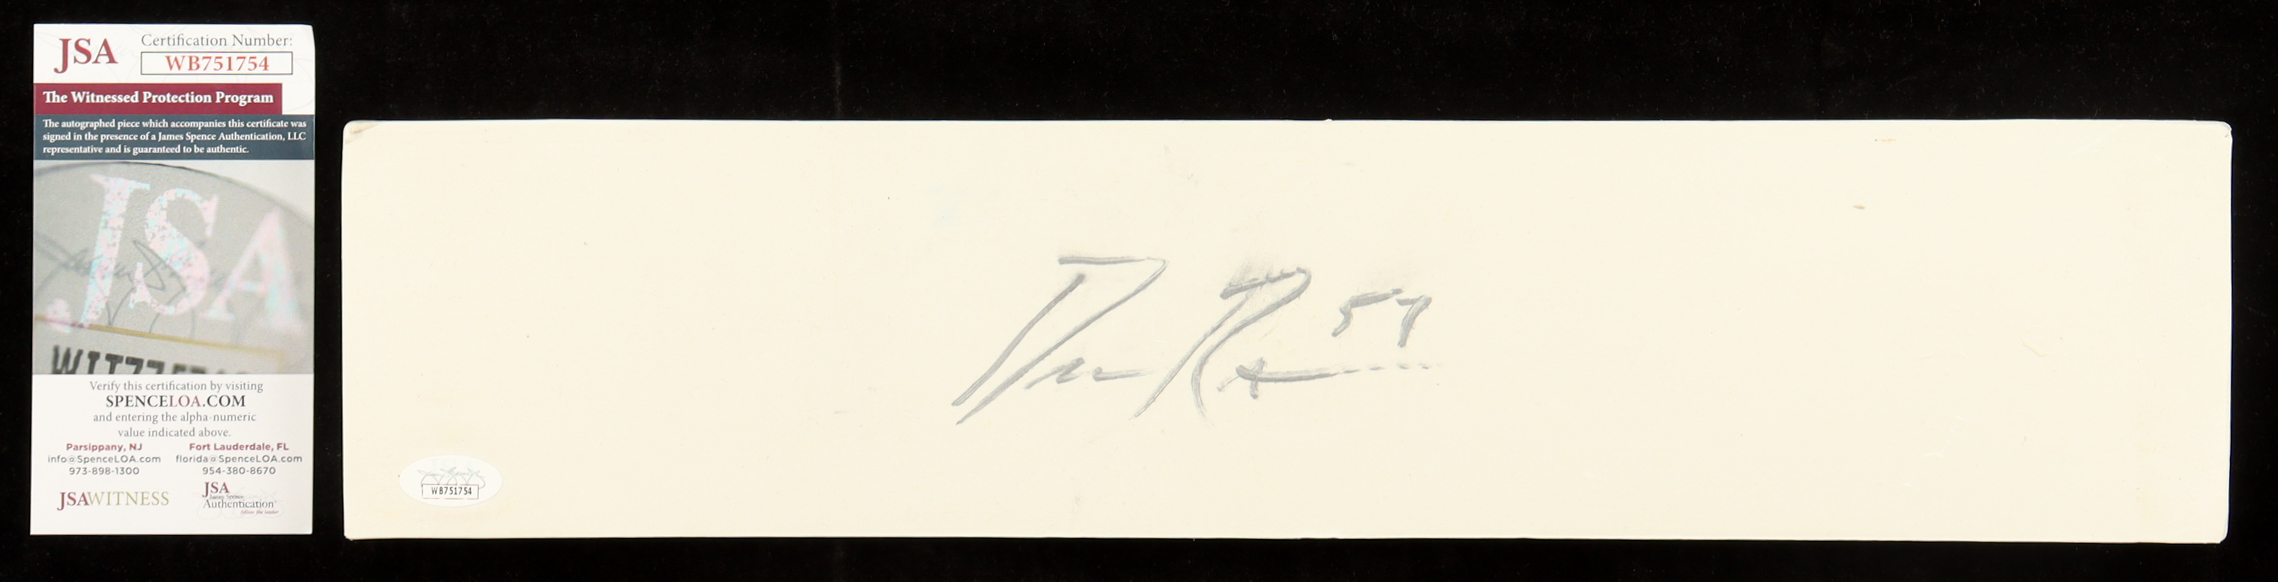 JSA
Certification Number:
WB751754
The Witnessed Protection Program
The autographed piece which accompanies this certificate was
signed in the presence of a James Spence Authentication, LLC
representative and is guaranteed to be authentic.
JSA
Verify this certification by visiting
SPENCELOA.COM
and entering the alpha-numeric
value indicated above.
Parsippany, NJ
info@SpenceLOA.com
973-898-1300
Fort Lauderdale, FL
florida@SpenceLOA.com
954-380-8670
JSAWITNESS
JSA
James Spence
Authentication
57
WB751754